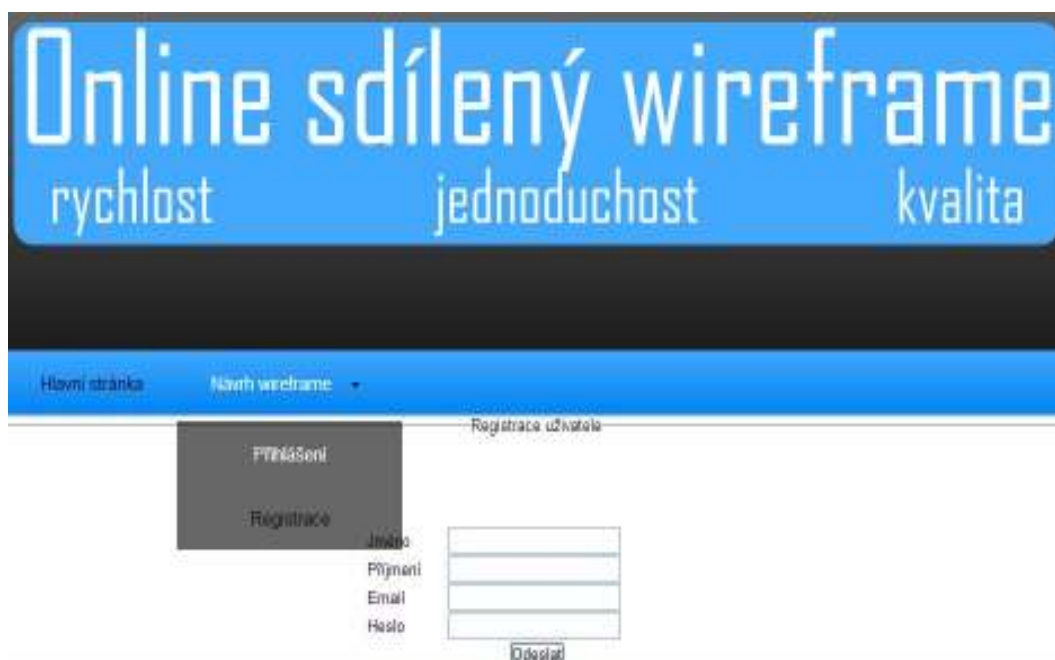 Online sdílený wireframe
rychlost jednoduchost kvalita
Hlavní stránka Návrh wireframe
Registrace uživatele
Přihlášení
Registrace
Jméno
Příjmení
Email
Heslo
Odeslat